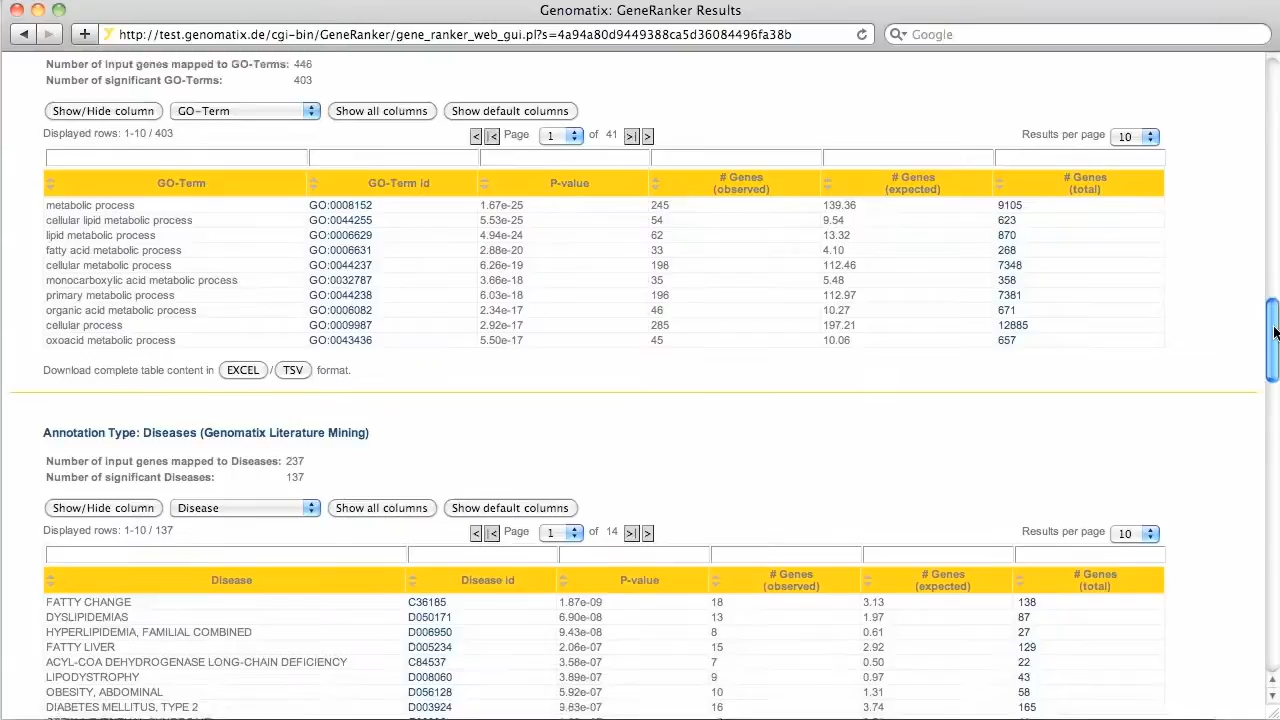 Genomatix: GeneRanker Results
http://test.genomatix.de/cgi-bin/GeneRanker/gene_ranker_web_gui.pl?s=4a94a80d9449388ca5d36084496fa38b Google
Number of input genes mapped to GO-Terms: 446
Number of significant GO-Terms: 403
Show/Hide column GO-Term Show all columns Show default columns
Displayed rows: 1-10 / 403 < |< Page 1 of 41 >| > Results per page 10
GO-Term GO-Term id P-value # Genes (observed) # Genes (expected) # Genes (total)
metabolic process GO:0008152 1.67e-25 245 139.36 9105
cellular lipid metabolic process GO:0044255 5.53e-25 54 9.54 623
lipid metabolic process GO:0006629 4.94e-24 62 13.32 870
fatty acid metabolic process GO:0006631 2.88e-20 33 4.10 268
cellular metabolic process GO:0044237 6.26e-19 198 112.46 7348
monocarboxylic acid metabolic process GO:0032787 3.66e-18 35 5.48 358
primary metabolic process GO:0044238 6.03e-18 196 112.97 7381
organic acid metabolic process GO:0006082 2.34e-17 46 10.27 671
cellular process GO:0009987 2.92e-17 285 197.21 12885
oxoacid metabolic process GO:0043436 5.50e-17 45 10.06 657
Download complete table content in EXCEL / TSV format.
Annotation Type: Diseases (Genomatix Literature Mining)
Number of input genes mapped to Diseases: 237
Number of significant Diseases: 137
Show/Hide column Disease Show all columns Show default columns
Displayed rows: 1-10 / 137 < |< Page 1 of 14 >| > Results per page 10
Disease Disease id P-value # Genes (observed) # Genes (expected) # Genes (total)
FATTY CHANGE C36185 1.87e-09 18 3.13 138
DYSLIPIDEMIAS D050171 6.90e-08 13 1.97 87
HYPERLIPIDEMIA, FAMILIAL COMBINED D006950 9.43e-08 8 0.61 27
FATTY LIVER D005234 2.06e-07 15 2.92 129
ACYL-COA DEHYDROGENASE LONG-CHAIN DEFICIENCY C84537 3.58e-07 7 0.50 22
LIPODYSTROPHY D008060 3.89e-07 9 0.97 43
OBESITY, ABDOMINAL D056128 5.92e-07 10 1.31 58
DIABETES MELLITUS, TYPE 2 D003924 9.83e-07 16 3.74 165